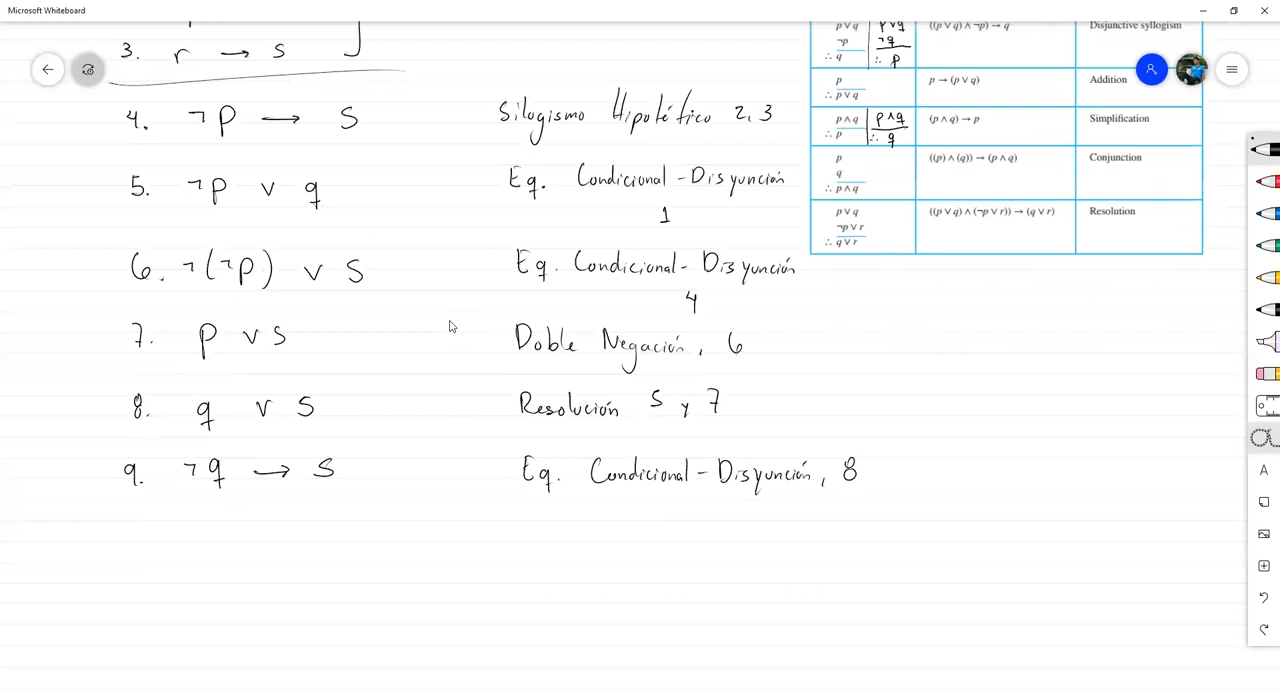 Microsoft Whiteboard
3. r → s
4. ¬p → s Silogismo Hipotético 2,3
5. ¬p ∨ q Eq. Condicional-Disyunción
1
6. ¬(¬p) ∨ s Eq. Condicional-Disyunción
4
7. p ∨ s Doble Negación, 6
8. q ∨ s Resolución 5 y 7
9. ¬q → s Eq. Condicional-Disyunción, 8
p ∨ q p ∨ q ((p ∨ q) ∧ ¬p) → q Disjunctive syllogism
¬p ¬q
∴ q ∴ p
p p → (p ∨ q) Addition
∴ p ∨ q
p ∧ q p ∧ q (p ∧ q) → p Simplification
∴ p ∴ q
p ((p) ∧ (q)) → (p ∧ q) Conjunction
q
∴ p ∧ q
p ∨ q ((p ∨ q) ∧ (¬p ∨ r)) → (q ∨ r) Resolution
¬p ∨ r
∴ q ∨ r
A